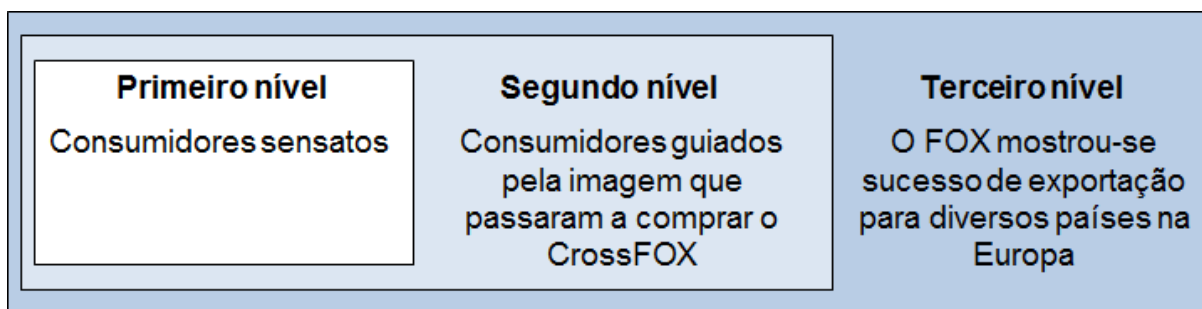 Primeiro nível
Consumidores sensatos
Segundo nível
Consumidores guiados
pela imagem que
passaram a comprar o
CrossFOX
Terceiro nível
O FOX mostrou-se
sucesso de exportação
para diversos países na
Europa